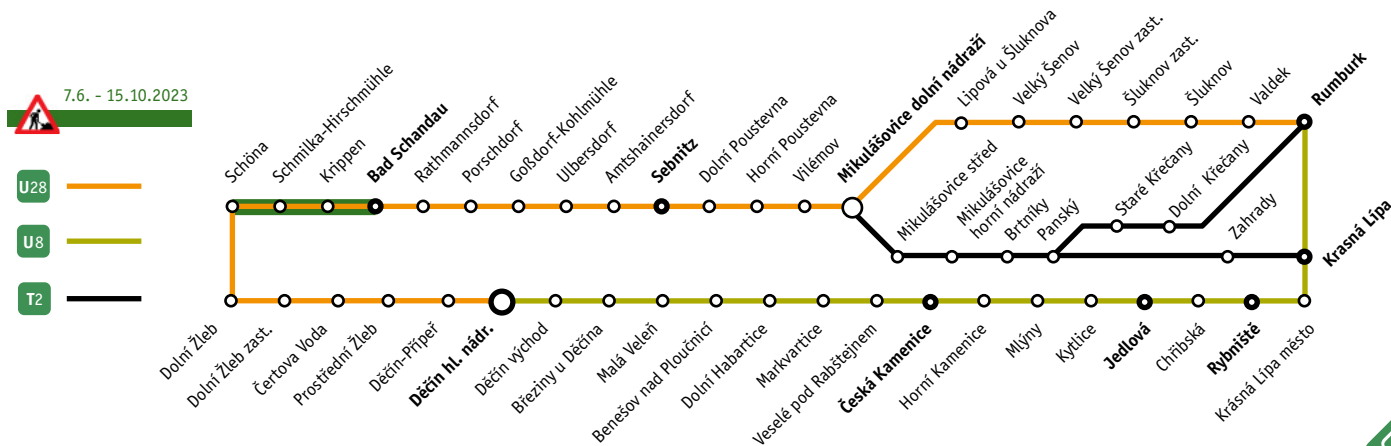 7.6. - 15.10.2023
U28
U8
T2
Schöna
Schmilka-Hirschmühle
Krippen
Bad Schandau
Rathmannsdorf
Porschdorf
Goßdorf-Kohlmühle
Ulbersdorf
Amtshainersdorf
Sebnitz
Dolní Poustevna
Horní Poustevna
Vilémov
Mikulášovice dolní nádraží
Lipová u Šluknova
Velký Šenov
Velký Šenov zast.
Šluknov zast.
Šluknov
Valdek
Rumburk
Mikulášovice střed
Mikulášovice
horní nádraží
Brtníky
Panský
Staré Křečany
Dolní Křečany
Zahrady
Krasná Lípa
Dolní Žleb
Dolní Žleb zast.
Čertova Voda
Prostřední Žleb
Děčín-Přípeř
Děčín hl. nádr.
Děčín východ
Březiny u Děčína
Malá Veleň
Benešov nad Ploučnicí
Dolní Habartice
Markvartice
Veselé pod Rabštejnem
Česká Kamenice
Horní Kamenice
Mlýny
Kytlice
Jedlová
Chřibská
Rybniště
Krásná Lípa město